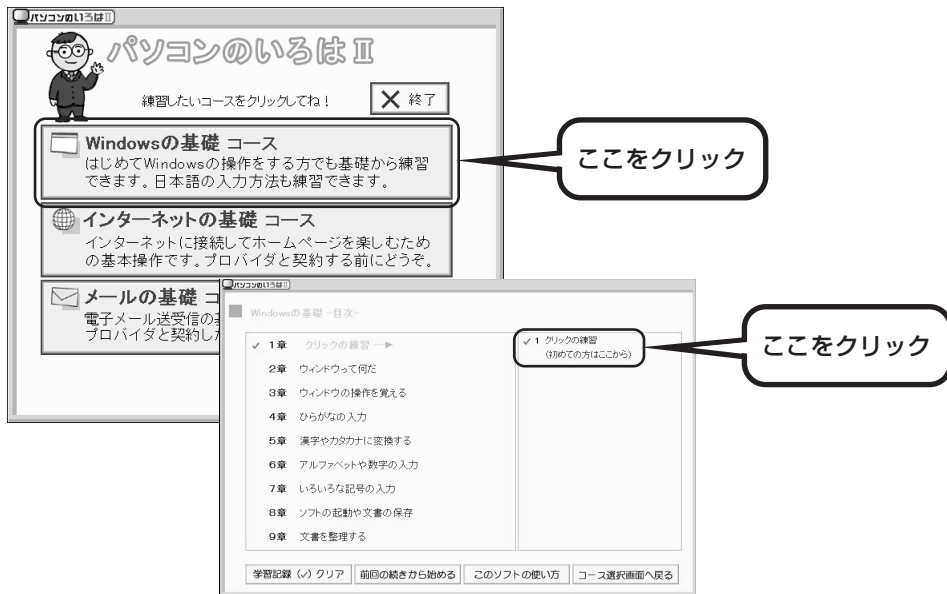 パソコンのいろはⅡ
パソコンのいろはⅡ
練習したいコースをクリックしてね！
終了
Windowsの基礎 コース
はじめてWindowsの操作をする方でも基礎から練習
できます。日本語の入力方法も練習できます。
ここをクリック
インターネットの基礎 コース
インターネットに接続してホームページを楽しむため
の基本操作です。プロバイダと契約する前にどうぞ。
メールの基礎 コ
電子メール送受信の
プロバイダと契約した
パソコンのいろはⅡ
Windowsの基礎 -目次-
✓ 1章 クリックの練習 →
2章 ウィンドウって何だ
3章 ウィンドウの操作を覚える
4章 ひらがなの入力
5章 漢字やカタカナに変換する
6章 アルファベットや数字の入力
7章 いろいろな記号の入力
8章 ソフトの起動や文書の保存
9章 文書を整理する
✓ 1 クリックの練習
(初めての方はここから)
ここをクリック
学習記録（✓）クリア
前回の続きから始める
このソフトの使い方
コース選択画面へ戻る